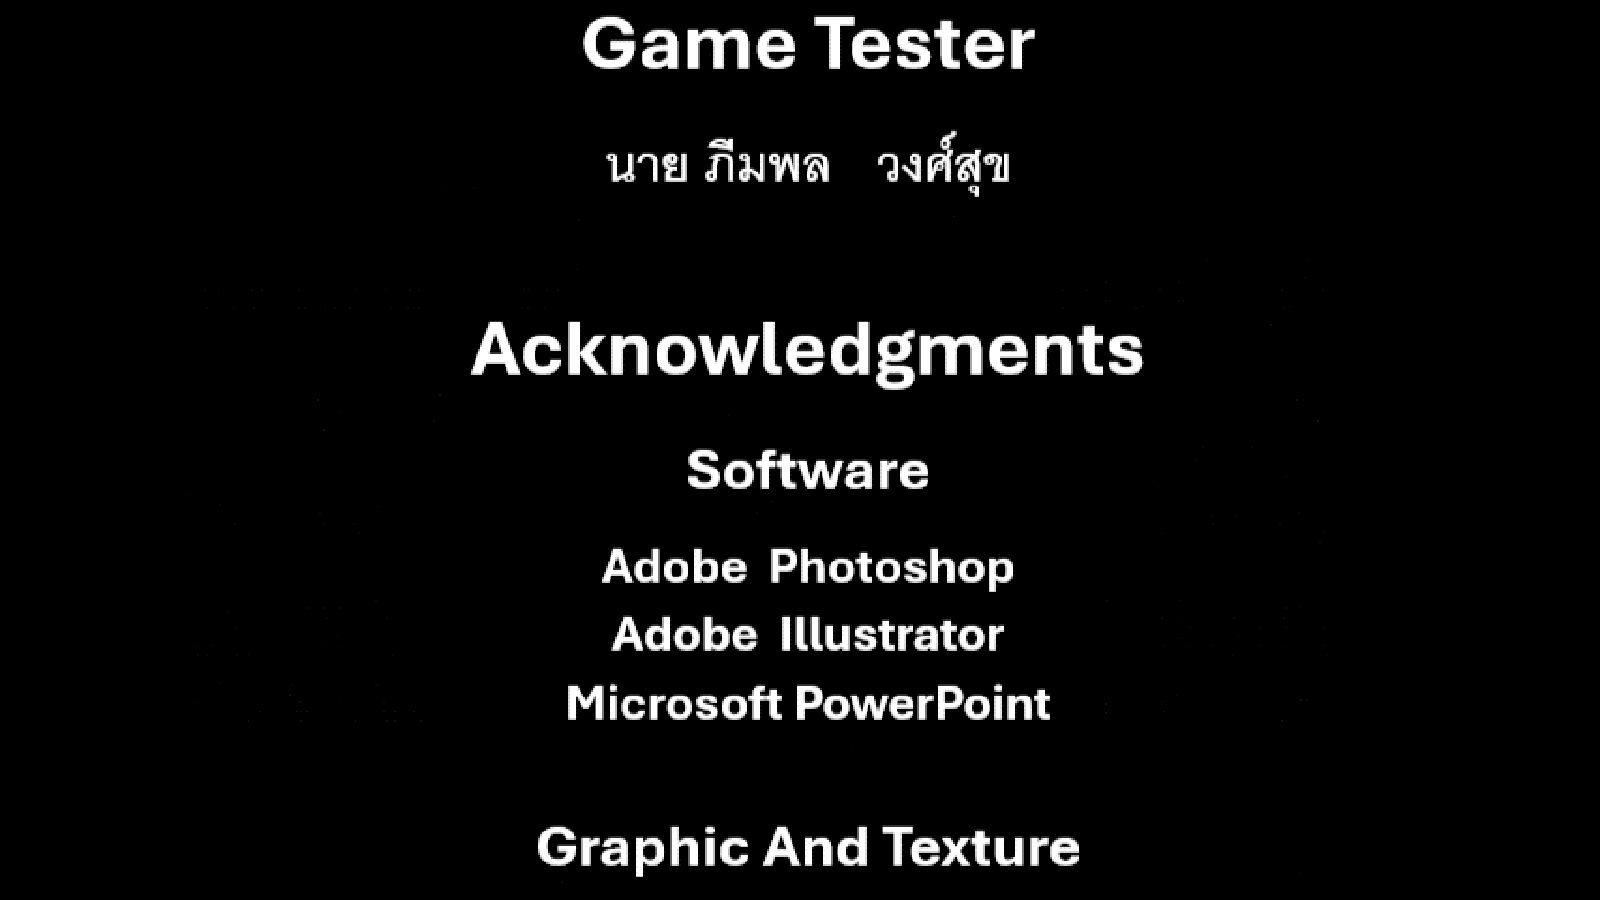 Game Tester
นาย ภีมพล วงศ์สุข
Acknowledgments
Software
Adobe Photoshop
Adobe Illustrator
Microsoft PowerPoint
Graphic And Texture